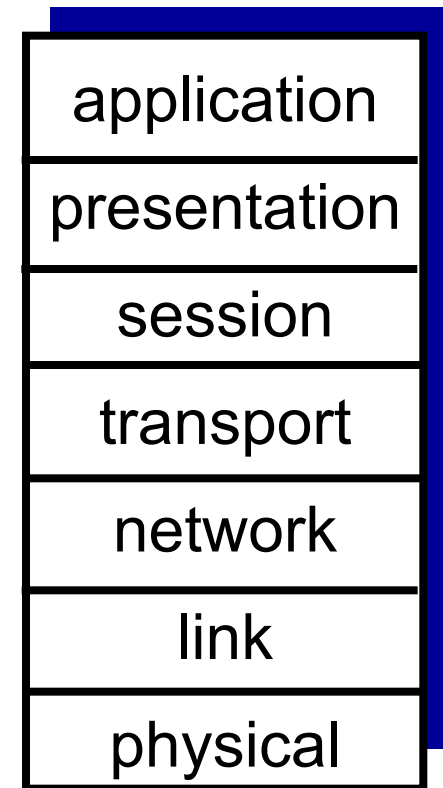 application
presentation
session
transport
network
link
physical